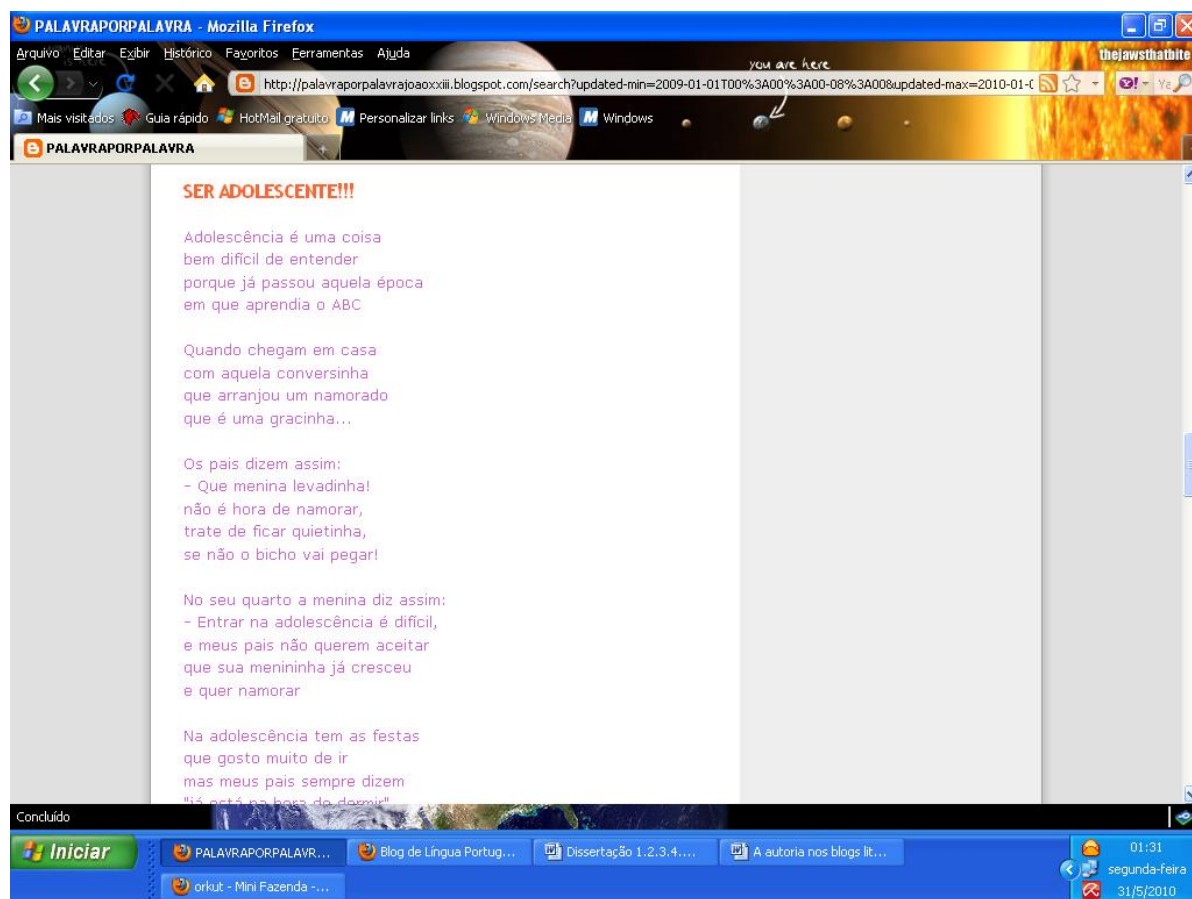 PALAVRAPORPALAVRA - Mozilla Firefox
Arquivo Editar Exibir Histórico Favoritos Ferramentas Ajuda
you are here
thejawsthatbite
http://palavraporpalavrajoaoxxiii.blogspot.com/search?updated-min=2009-01-01T00%3A00%3A00-08%3A00&updated-max=2010-01-0
Mais visitados Guia rápido HotMail gratuito Personalizar links Windows Media Windows
PALAVRAPORPALAVRA
SER ADOLESCENTE!!!
Adolescência é uma coisa
bem difícil de entender
porque já passou aquela época
em que aprendia o ABC
Quando chegam em casa
com aquela conversinha
que arranjou um namorado
que é uma gracinha...
Os pais dizem assim:
- Que menina levadinha!
não é hora de namorar,
trate de ficar quietinha,
se não o bicho vai pegar!
No seu quarto a menina diz assim:
- Entrar na adolescência é difícil,
e meus pais não querem aceitar
que sua menininha já cresceu
e quer namorar
Na adolescência tem as festas
que gosto muito de ir
mas meus pais sempre dizem
"já está na hora de dormir"
Concluído
Iniciar
PALAVRAPORPALAVR...
Blog de Língua Portug...
Dissertação 1.2.3.4....
A autoria nos blogs lit...
orkut - Mini Fazenda -...
01:31
segunda-feira
31/5/2010